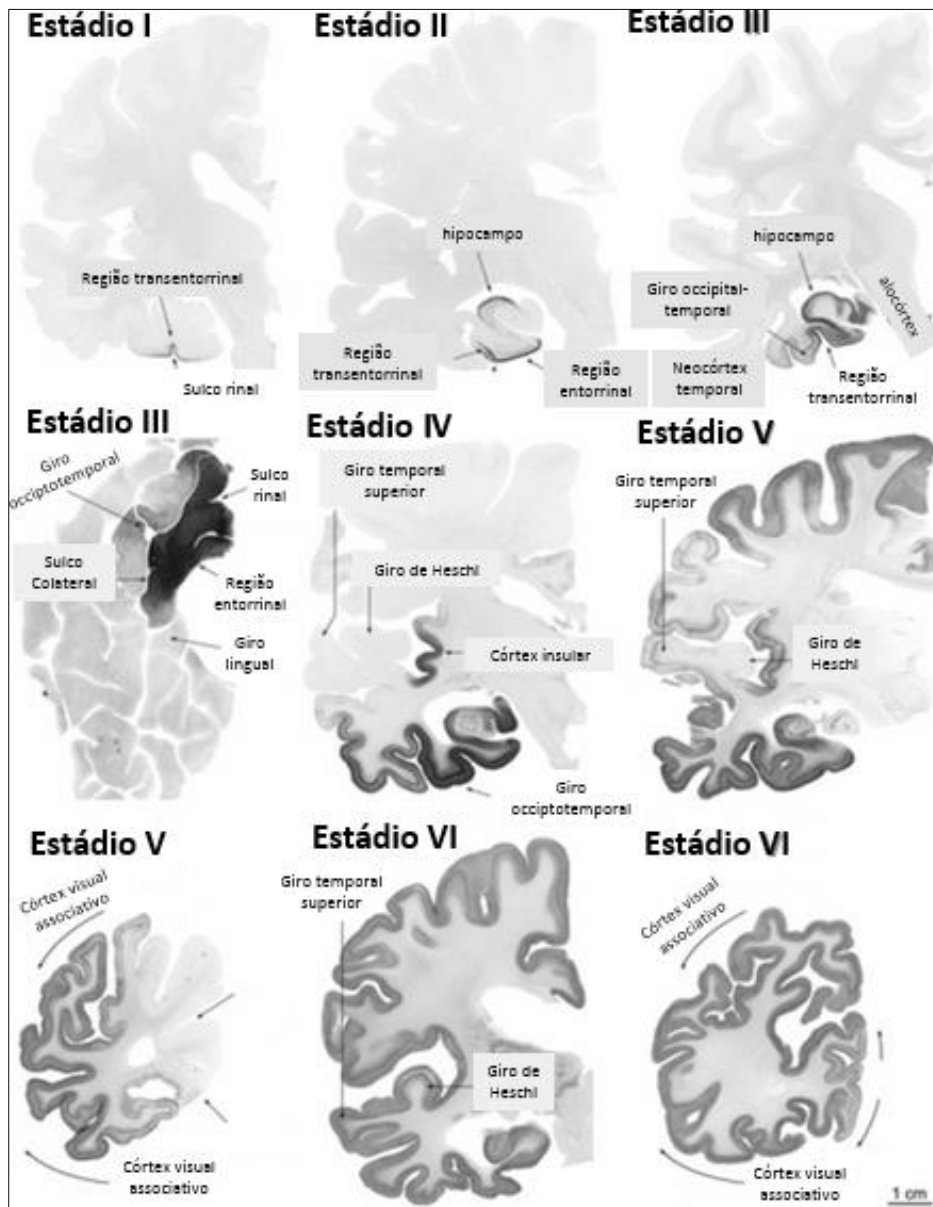 Estádio I
Região transentorrinal
Sulco rinal
Estádio II
hipocampo
Região
transentorrinal
Região
entorrinal
Estádio III
hipocampo
Giro occipital-
temporal
alocórtex
Neocórtex
temporal
Região
transentorrinal
Estádio III
Giro
occiptotemporal
Sulco
rinal
Sulco
Colateral
Região
entorrinal
Giro
lingual
Estádio IV
Giro temporal
superior
Giro de Heschl
Córtex insular
Giro
occiptotemporal
Estádio V
Giro temporal
superior
Giro de
Heschl
Estádio V
Córtex visual
associativo
Córtex visual
associativo
Estádio VI
Giro temporal
superior
Giro de
Heschl
Estádio VI
Córtex visual
associativo
Córtex visual
associativo
1 cm